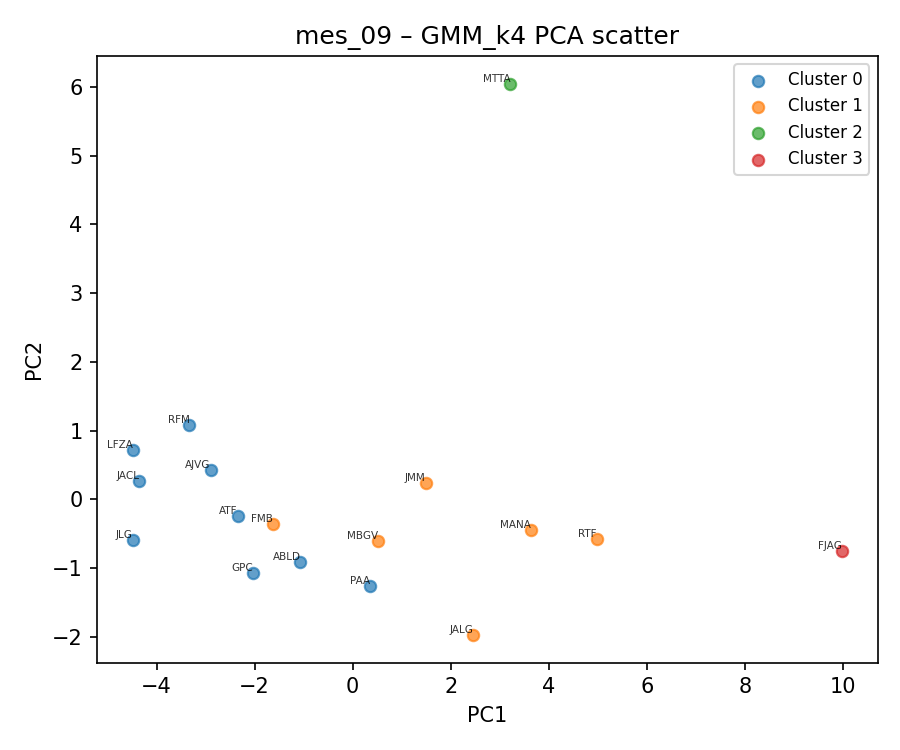 mes_09 – GMM_k4 PCA scatter
Cluster 0
Cluster 1
Cluster 2
Cluster 3
MTTA
RFM
LFZA
AJVG
JACL
JMM
ATF
FMB
MANA
JLG
MBGV
RTF
FJAG
ABLD
GPC
PAA
JALG
6
5
4
3
2
1
0
−1
−2
PC2
−4 −2 0 2 4 6 8 10
PC1